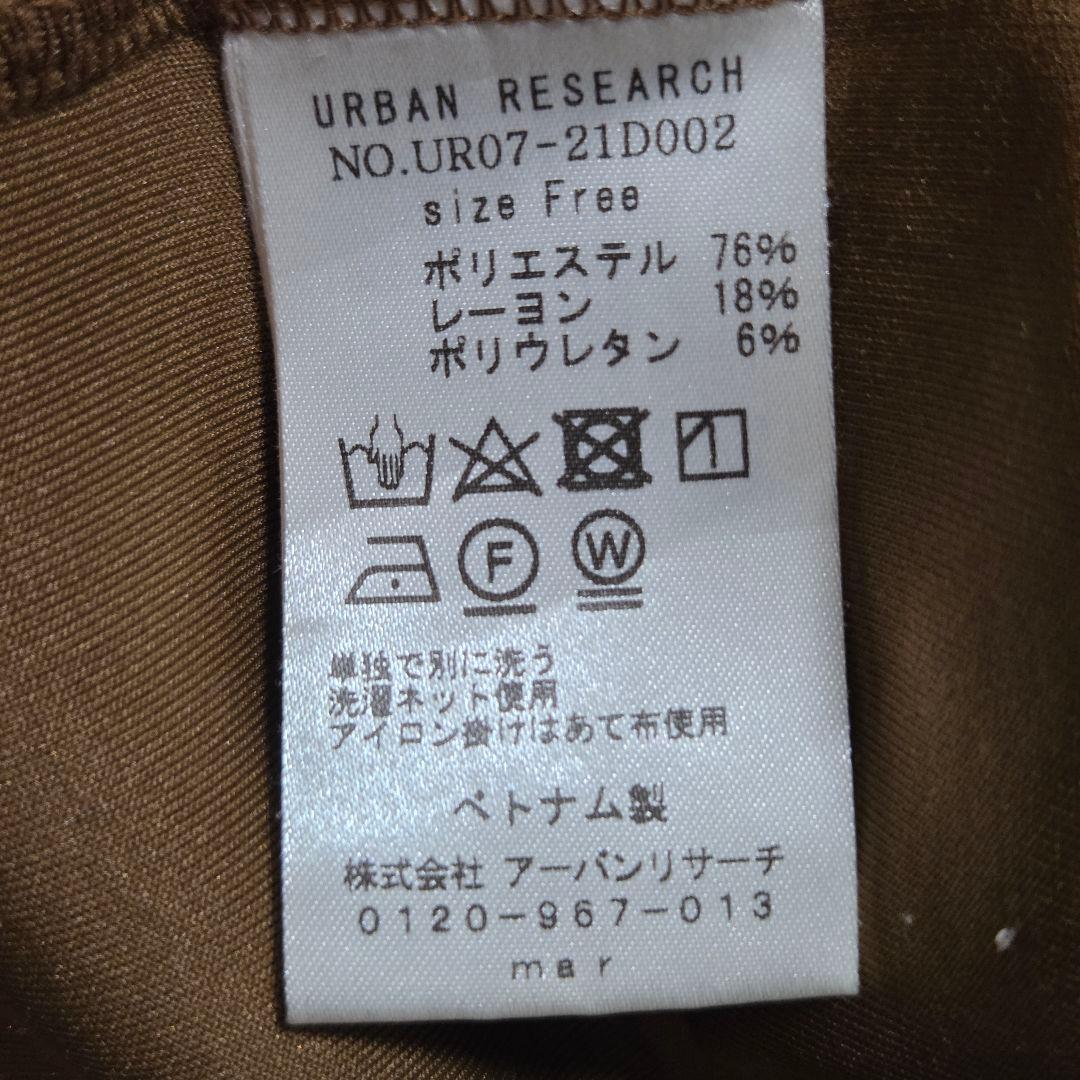 URBAN RESEARCH
NO.UR07-21D002
size Free
ポリエステル 76%
レーヨン 18%
ポリウレタン 6%
F W
単独で別に洗う
洗濯ネット使用
アイロン掛けはあて布使用
ベトナム製
株式会社 アーバンリサーチ
0120-967-013
mar